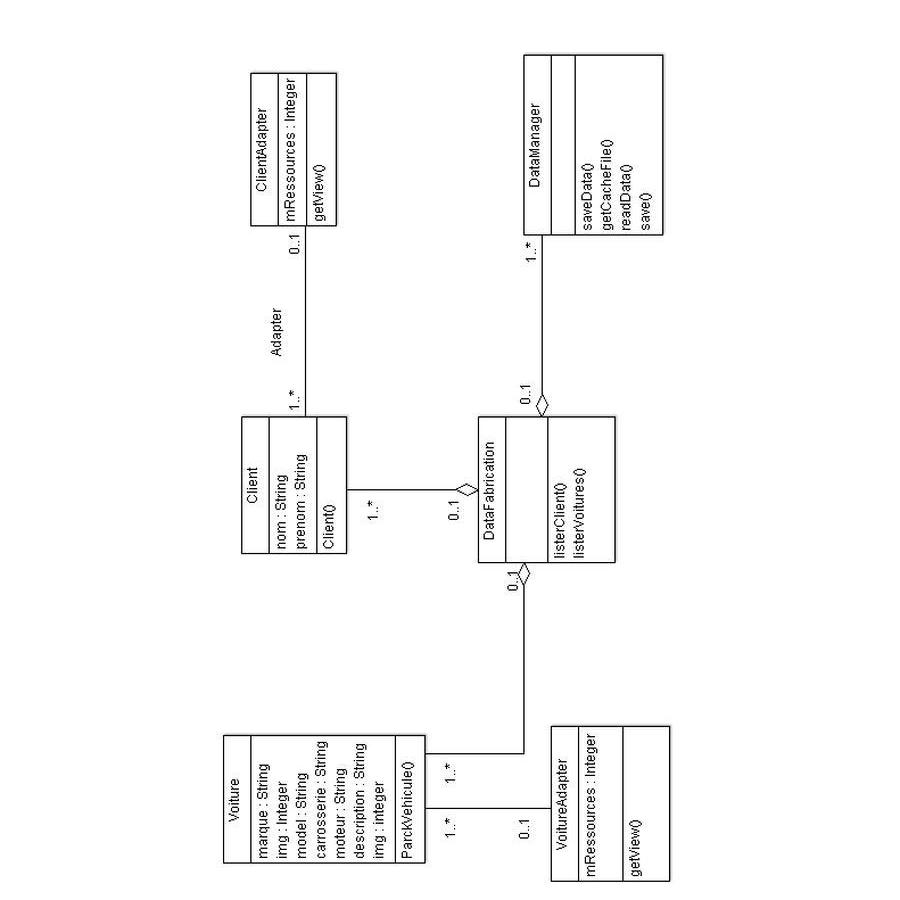 Voiture
marque : String
img : Integer
model : String
carrosserie : String
moteur : String
description : String
img : integer
ParckVehicule()
1..*
0..1
1..*
0..1
VoitureAdapter
mRessources : Integer
getView()
Client
nom : String
prenom : String
Client()
1..*
0..1
DataFabrication
listerClient()
listerVoitures()
1..*
Adapter
0..1
0..1
1..*
ClientAdapter
mRessources : Integer
getView()
DataManager
saveData()
getCacheFile()
readData()
save()